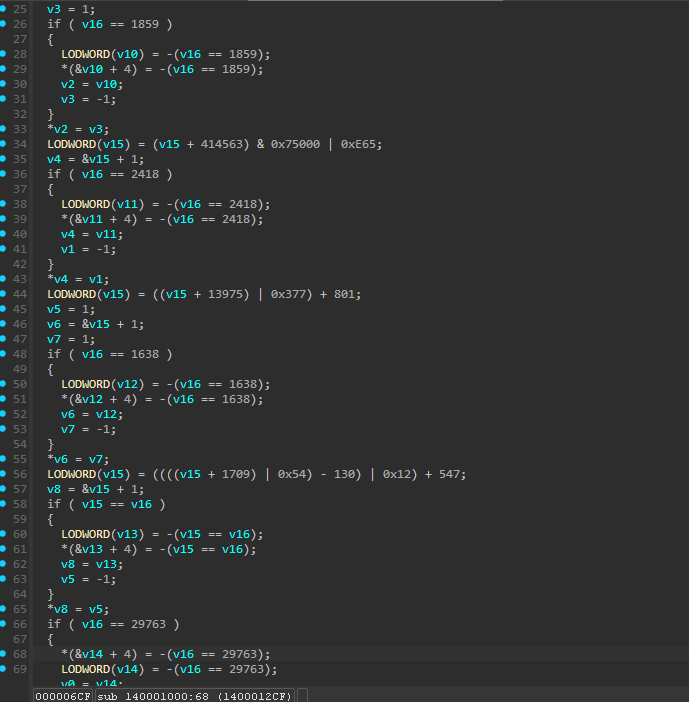 25 v3 = 1;
26 if ( v16 == 1859 )
27 {
28 LODWORD(v10) = -(v16 == 1859);
29 *(&v10 + 4) = -(v16 == 1859);
30 v2 = v10;
31 v3 = -1;
32 }
33 *v2 = v3;
34 LODWORD(v15) = (v15 + 414563) & 0x75000 | 0xE65;
35 v4 = &v15 + 1;
36 if ( v16 == 2418 )
37 {
38 LODWORD(v11) = -(v16 == 2418);
39 *(&v11 + 4) = -(v16 == 2418);
40 v4 = v11;
41 v1 = -1;
42 }
43 *v4 = v1;
44 LODWORD(v15) = ((v15 + 13975) | 0x377) + 801;
45 v5 = 1;
46 v6 = &v15 + 1;
47 v7 = 1;
48 if ( v16 == 1638 )
49 {
50 LODWORD(v12) = -(v16 == 1638);
51 *(&v12 + 4) = -(v16 == 1638);
52 v6 = v12;
53 v7 = -1;
54 }
55 *v6 = v7;
56 LODWORD(v15) = ((((v15 + 1709) | 0x54) - 130) | 0x12) + 547;
57 v8 = &v15 + 1;
58 if ( v15 == v16 )
59 {
60 LODWORD(v13) = -(v15 == v16);
61 *(&v13 + 4) = -(v15 == v16);
62 v8 = v13;
63 v5 = -1;
64 }
65 *v8 = v5;
66 if ( v16 == 29763 )
67 {
68 *(&v14 + 4) = -(v16 == 29763);
69 LODWORD(v14) = -(v16 == 29763);
v0 = v14;
000006CF sub_140001000:68 (1400012CF)